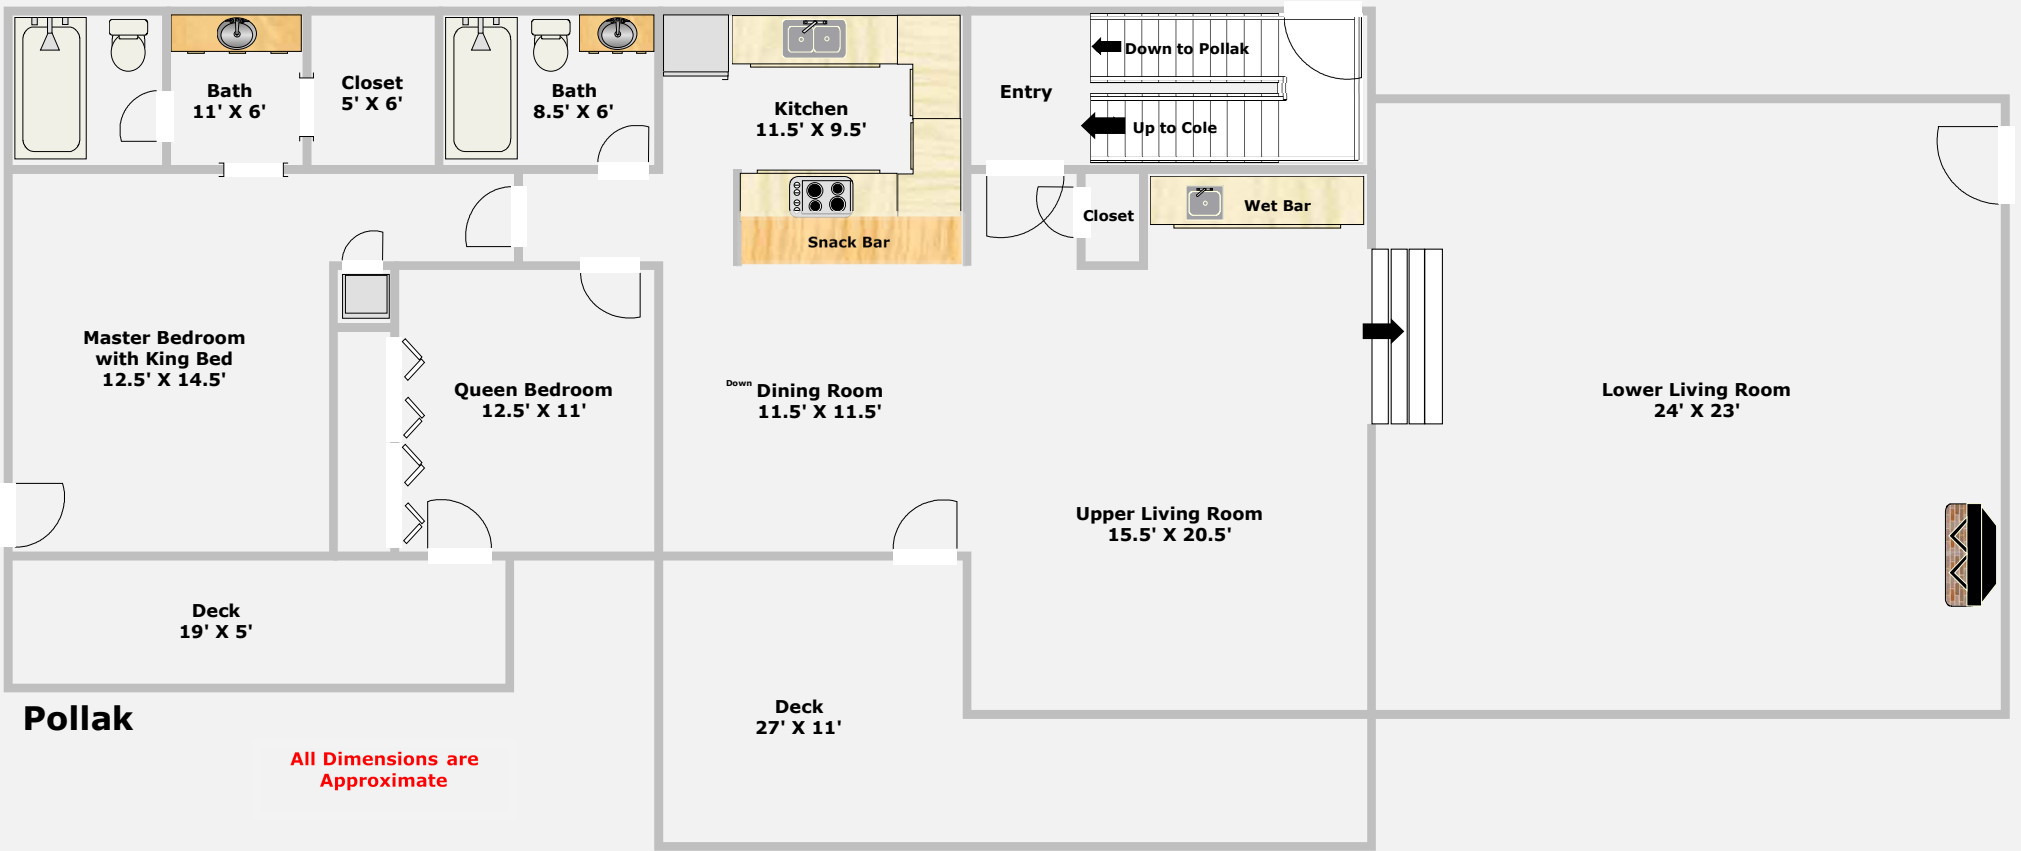 Bath
11' X 6'
Closet
5' X 6'
Bath
8.5' X 6'
Kitchen
11.5' X 9.5'
Entry
Down to Pollak
Up to Cole
Closet
Wet Bar
Snack Bar
Master Bedroom
with King Bed
12.5' X 14.5'
Queen Bedroom
12.5' X 11'
Down
Dining Room
11.5' X 11.5'
Lower Living Room
24' X 23'
Upper Living Room
15.5' X 20.5'
Deck
19' X 5'
Deck
27' X 11'
Pollak
All Dimensions are
Approximate